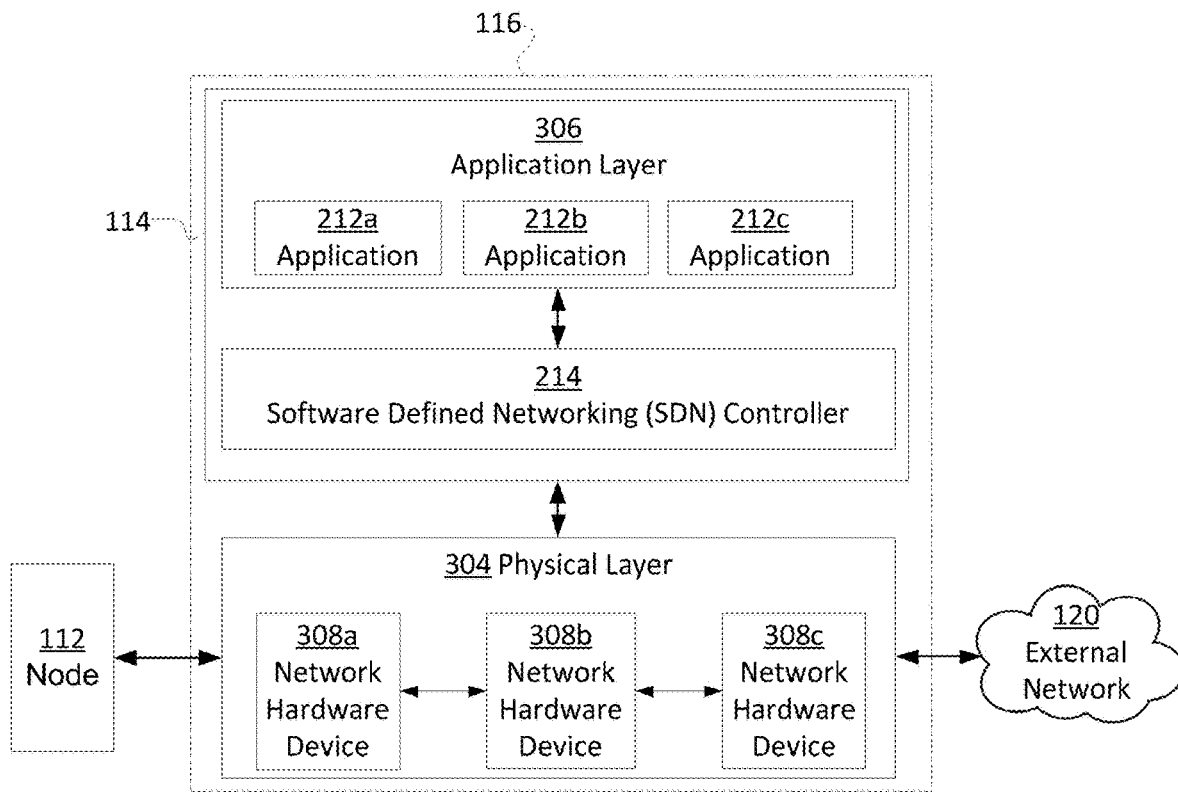 116
306
Application Layer
114
212a
Application
212b
Application
212c
Application
214
Software Defined Networking (SDN) Controller
304 Physical Layer
112
Node
308a
Network
Hardware
Device
308b
Network
Hardware
Device
308c
Network
Hardware
Device
120
External
Network